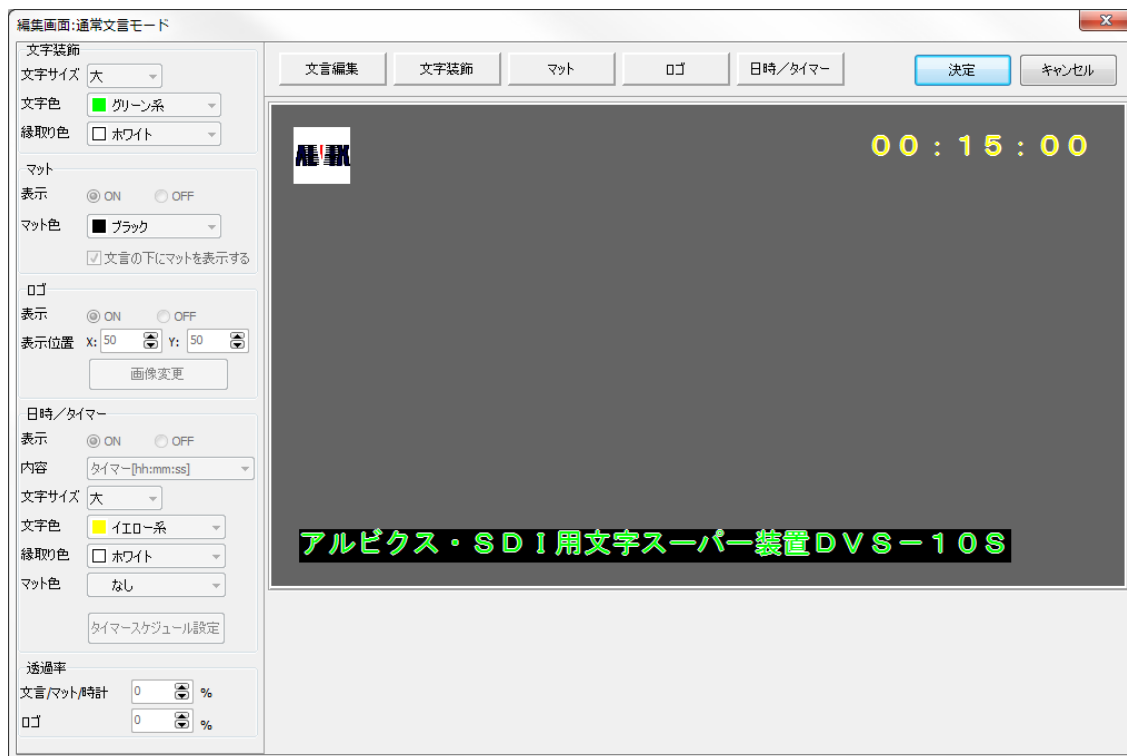 編集画面:通常文言モード
文字装飾
文字サイズ 大
文字色 グリーン系
縁取り色 ホワイト
マット
表示 ON OFF
マット色 ブラック
文言の下にマットを表示する
ロゴ
表示 ON OFF
表示位置 X: 50 Y: 50
画像変更
日時/タイマー
表示 ON OFF
内容 タイマー[hh:mm:ss]
文字サイズ 大
文字色 イエロー系
縁取り色 ホワイト
マット色 なし
タイマースケジュール設定
透過率
文言/マット/時計 0 %
ロゴ 0 %
文言編集 文字装飾 マット ロゴ 日時/タイマー 決定 キャンセル
00:15:00
アルビクス・SDI用文字スーパー装置DVS-10S